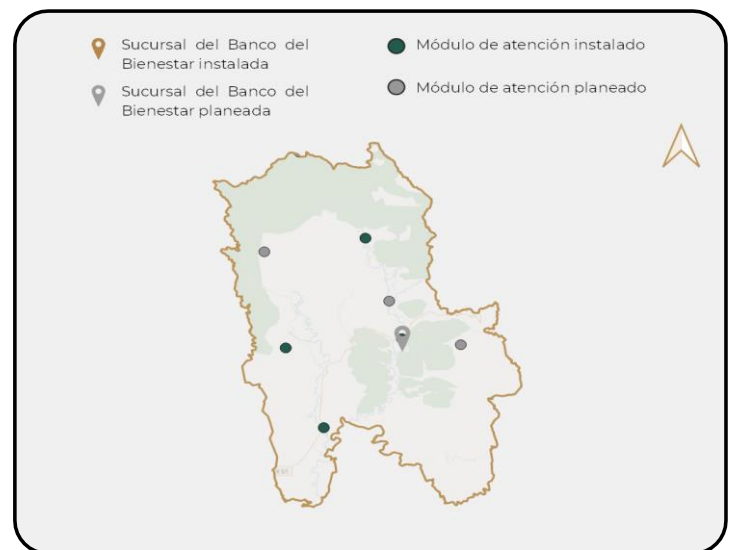 Sucursal del Banco del
Bienestar instalada
Sucursal del Banco del
Bienestar planeada
Módulo de atención instalado
Módulo de atención planeado